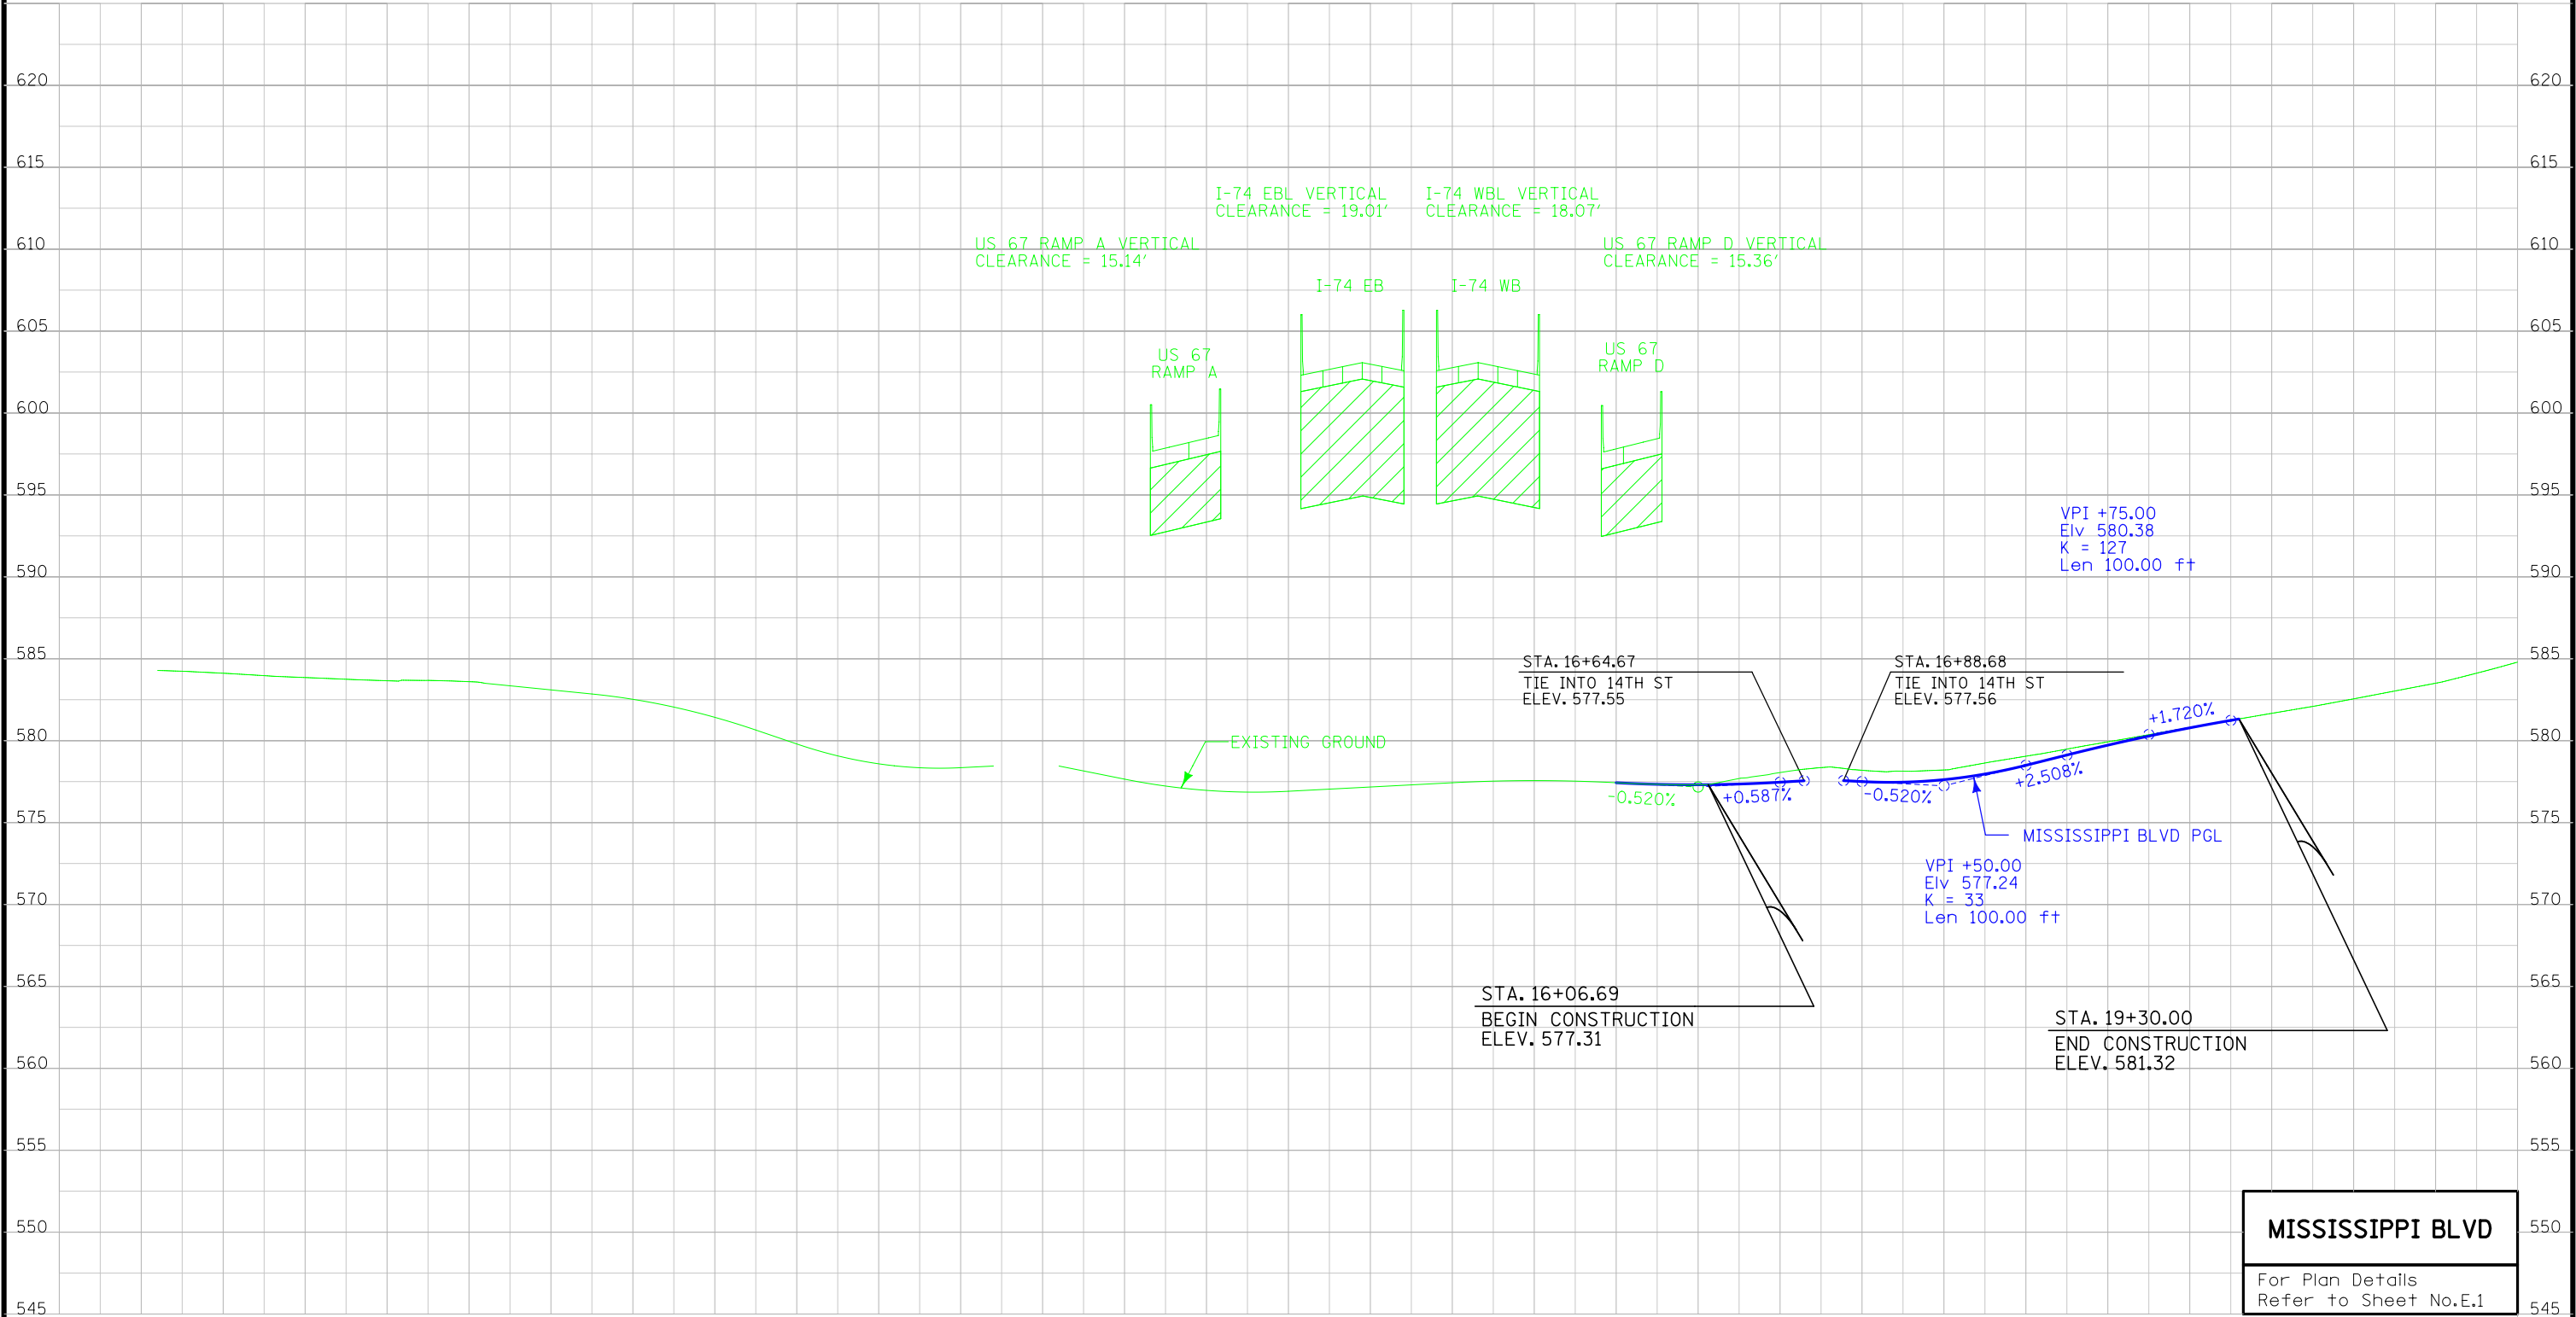 620 620
615 615
I-74 EBL VERTICAL
CLEARANCE = 19.01'
I-74 WBL VERTICAL
CLEARANCE = 18.07'
610 610
US 67 RAMP A VERTICAL
CLEARANCE = 15.14'
US 67 RAMP D VERTICAL
CLEARANCE = 15.36'
I-74 EB
I-74 WB
605 605
US 67
RAMP A
US 67
RAMP D
600 600
595 595
VPI +75.00
Elv 580.38
K = 127
Len 100.00 ft
590 590
585 585
STA. 16+64.67
TIE INTO 14TH ST
ELEV. 577.55
STA. 16+88.68
TIE INTO 14TH ST
ELEV. 577.56
580 580
EXISTING GROUND
+1.720%
+2.508%
-0.520%
+0.587%
-0.520%
575 575
MISSISSIPPI BLVD PGL
VPI +50.00
Elv 577.24
K = 33
Len 100.00 ft
570 570
565 565
STA. 16+06.69
BEGIN CONSTRUCTION
ELEV. 577.31
STA. 19+30.00
END CONSTRUCTION
ELEV. 581.32
560 560
555 555
550 550
MISSISSIPPI BLVD
For Plan Details
Refer to Sheet No.E.1
545 545